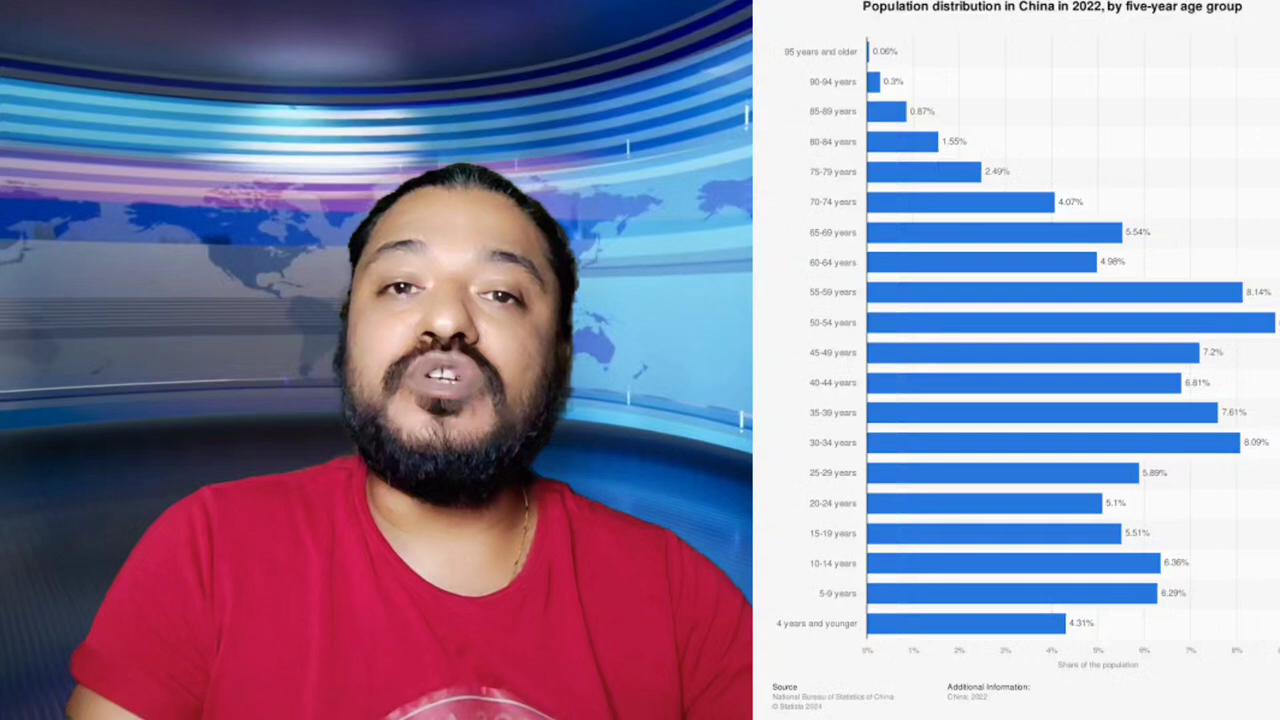 Population distribution in China in 2022, by five-year age group
95 years and older 0.06%
90-94 years 0.3%
85-89 years 0.87%
80-84 years 1.55%
75-79 years 2.49%
70-74 years 4.07%
65-69 years 5.54%
60-64 years 4.98%
55-59 years 8.14%
50-54 years
45-49 years 7.2%
40-44 years 6.81%
35-39 years 7.61%
30-34 years 8.09%
25-29 years 5.89%
20-24 years 5.1%
15-19 years 5.51%
10-14 years 6.36%
5-9 years 6.29%
4 years and younger 4.31%
0% 1% 2% 3% 4% 5% 6% 7% 8%
Share of the population
Source
National Bureau of Statistics of China
© Statista 2024
Additional Information:
China; 2022